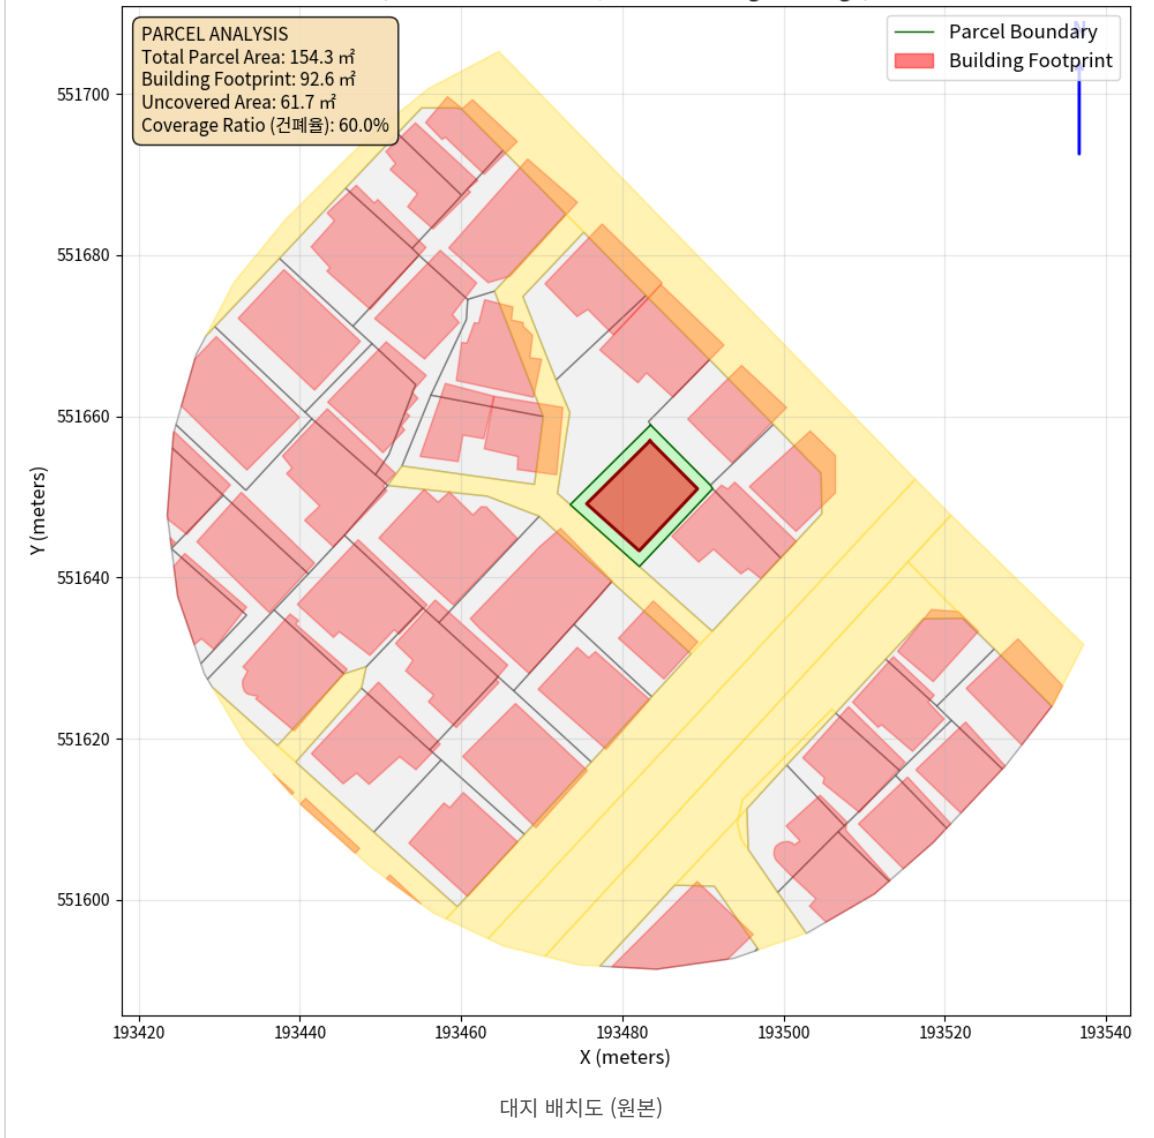 PARCEL ANALYSIS
Total Parcel Area: 154.3 ㎡
Building Footprint: 92.6 ㎡
Uncovered Area: 61.7 ㎡
Coverage Ratio (건폐율): 60.0%
Parcel Boundary
Building Footprint
N
551700
551680
551660
551640
551620
551600
Y (meters)
193420 193440 193460 193480 193500 193520 193540
X (meters)
대지 배치도 (원본)